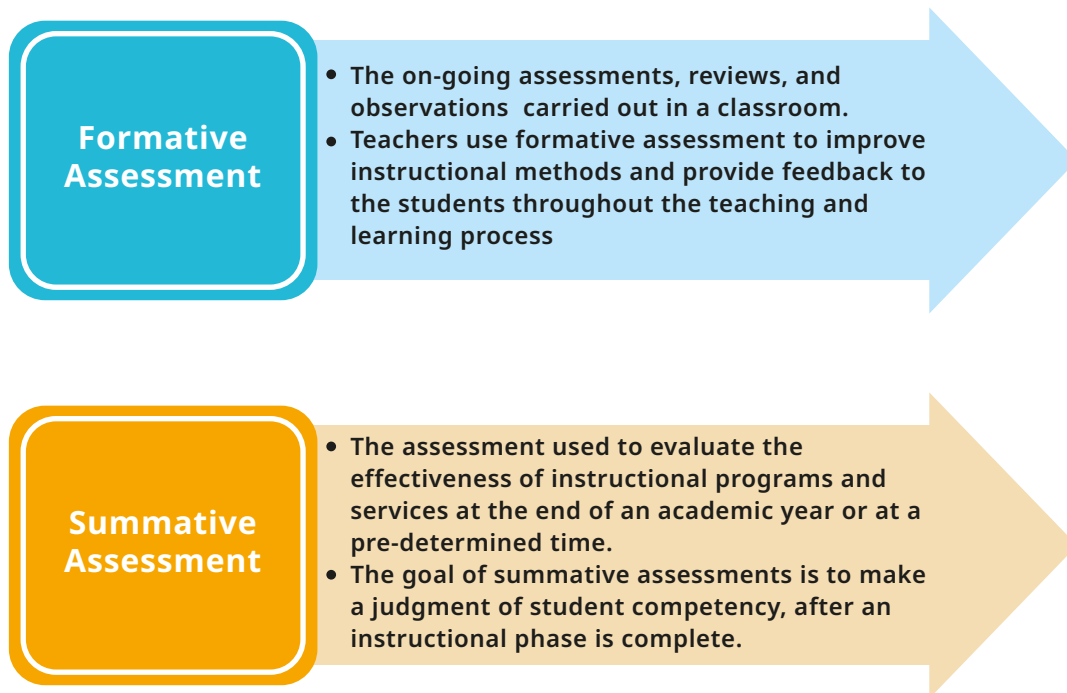 Formative
Assessment
• The on-going assessments, reviews, and
observations  carried out in a classroom.
• Teachers use formative assessment to improve
instructional methods and provide feedback to
the students throughout the teaching and
learning process
Summative
Assessment
• The assessment used to evaluate the
effectiveness of instructional programs and
services at the end of an academic year or at a
pre-determined time.
• The goal of summative assessments is to make
a judgment of student competency, after an
instructional phase is complete.